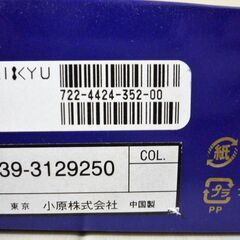 IKYU
722-4424-352-00
39-3129250
COL.
東京 小原株式会社 中国製
紙
プラ
PP